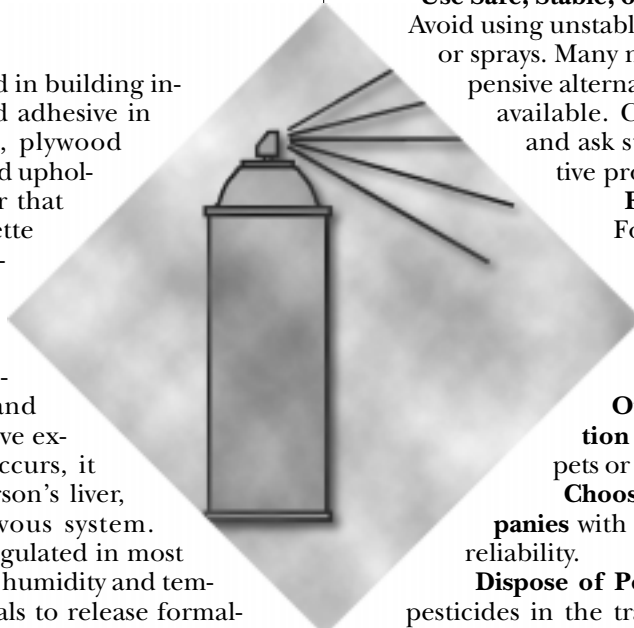 d in building in-
d adhesive in
, plywood
d uphol-
r that
ette
-
-
and
ve ex-
ccurs, it
rson's liver,
vous system.
gulated in most
humidity and tem-
als to release formal-
Use Safe, Stable, o
Avoid using unstabl
or sprays. Many n
pensive alterna
available. C
and ask s
tive pro
F
Fo
O
tion
pets or
Choos
panies with
reliability.
Dispose of Po
pesticides in the tra